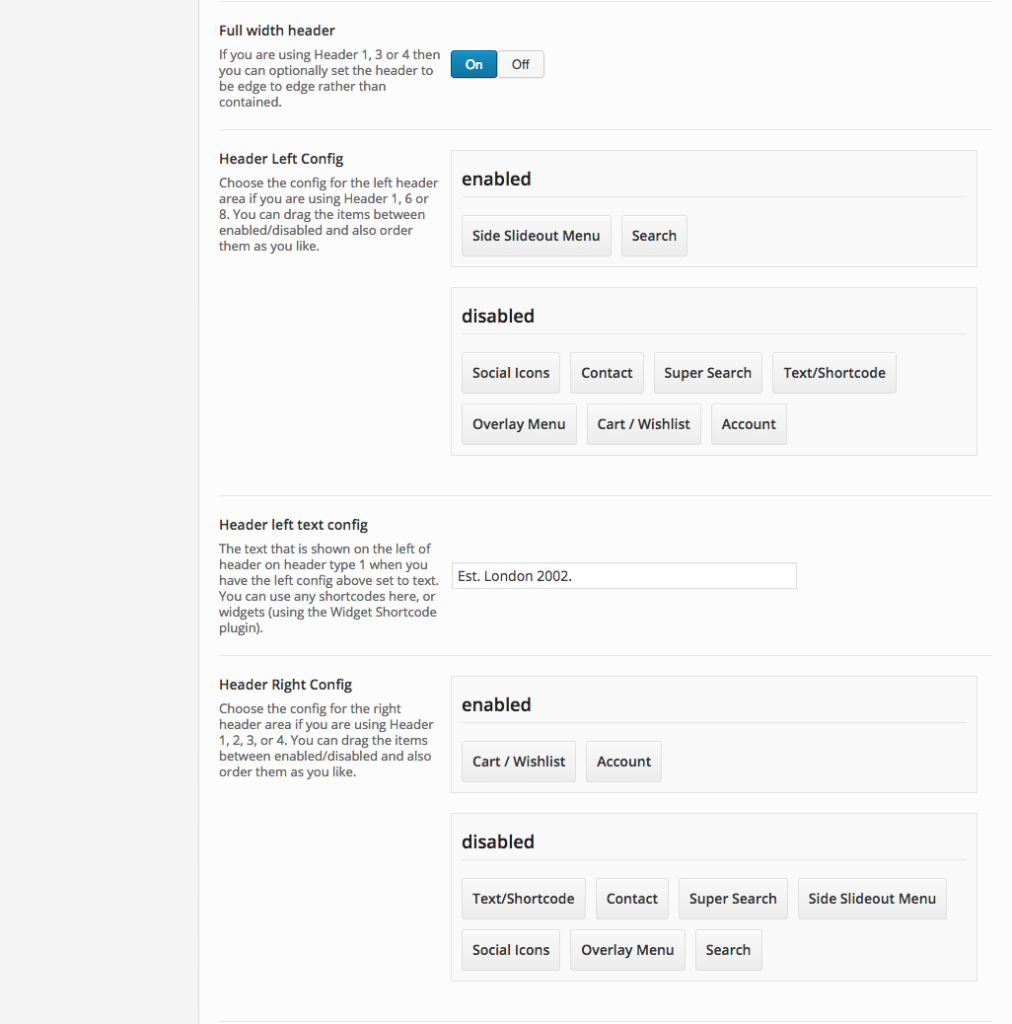 Full width header
If you are using Header 1, 3 or 4 then
you can optionally set the header to
be edge to edge rather than
contained.
On Off
Header Left Config
Choose the config for the left header
area if you are using Header 1, 6 or
8. You can drag the items between
enabled/disabled and also order
them as you like.
enabled
Side Slideout Menu Search
disabled
Social Icons Contact Super Search Text/Shortcode
Overlay Menu Cart / Wishlist Account
Header left text config
The text that is shown on the left of
header on header type 1 when you
have the left config above set to text.
You can use any shortcodes here, or
widgets (using the Widget Shortcode
plugin).
Est. London 2002.
Header Right Config
Choose the config for the right
header area if you are using Header
1, 2, 3, or 4. You can drag the items
between enabled/disabled and also
order them as you like.
enabled
Cart / Wishlist Account
disabled
Text/Shortcode Contact Super Search Side Slideout Menu
Social Icons Overlay Menu Search